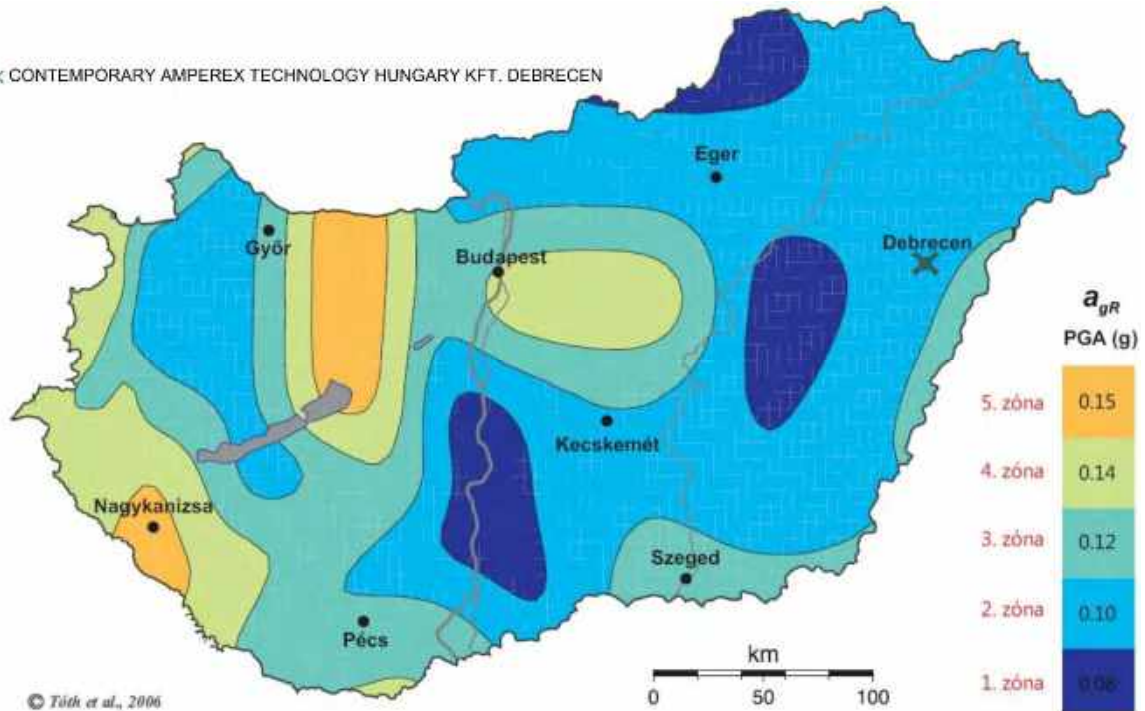 CONTEMPORARY AMPEREX TECHNOLOGY HUNGARY KFT. DEBRECEN
Eger
Debrecen
Győr
Budapest
Kecskemét
Nagykanizsa
Szeged
Pécs
a_gR
PGA (g)
5. zóna 0.15
4. zóna 0.14
3. zóna 0.12
2. zóna 0.10
1. zóna 0.08
km
0 50 100
© Tóth et al., 2006